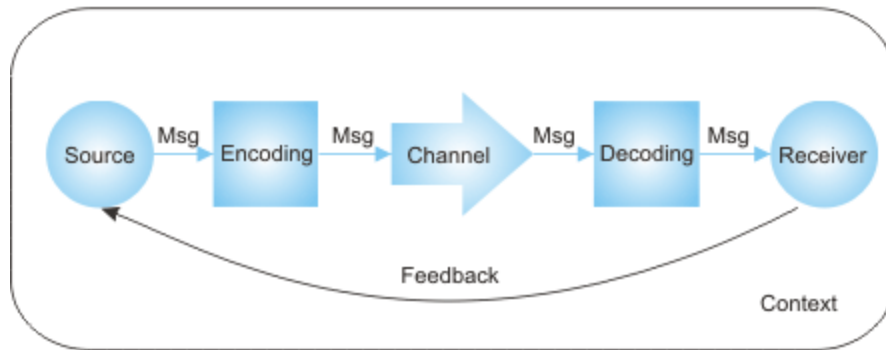 Msg
Msg
Msg
Msg
Source
Encoding
Channel
Decoding
Receiver
Feedback
Context